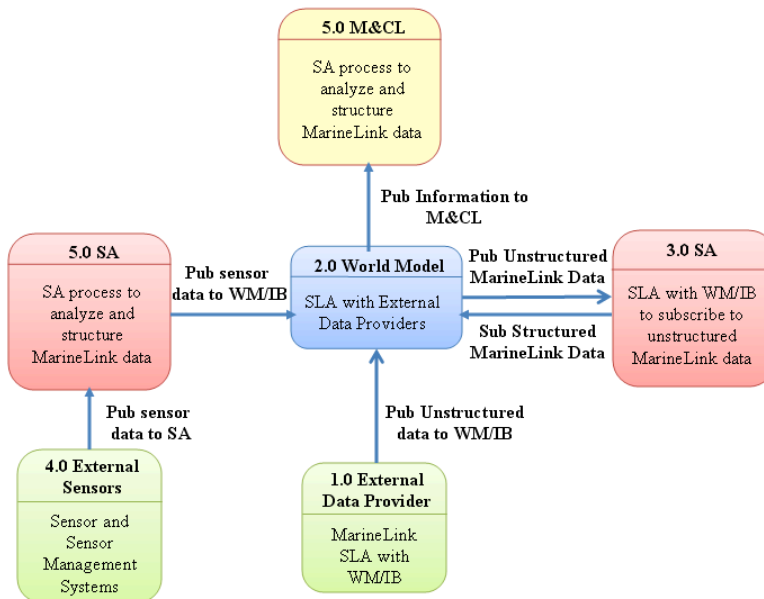 5.0 M&CL
SA process to
analyze and
structure
MarineLink data
Pub Information to
M&CL
5.0 SA
SA process to
analyze and
structure
MarineLink data
Pub sensor
data to WM/IB
2.0 World Model
SLA with External
Data Providers
Pub Unstructured
MarineLink Data
Sub Structured
MarineLink Data
3.0 SA
SLA with WM/IB
to subscribe to
unstructured
MarineLink data
Pub sensor
data to SA
Pub Unstructured
data to WM/IB
4.0 External
Sensors
Sensor and
Sensor
Management
Systems
1.0 External
Data Provider
MarineLink
SLA with
WM/IB